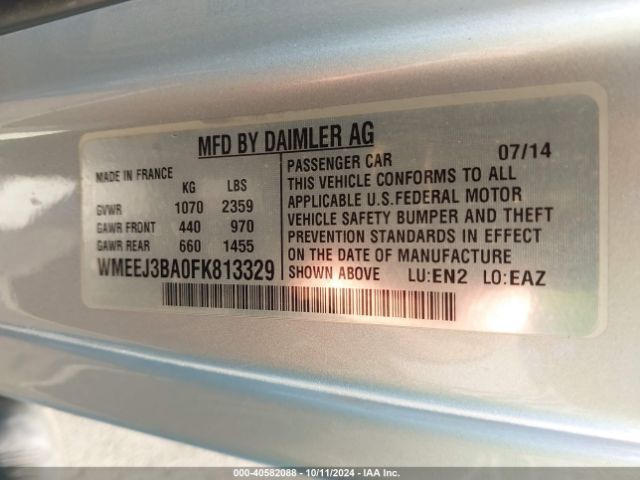 MFD BY DAIMLER AG
07/14
MADE IN FRANCE
KG LBS
GVWR 1070 2359
GAWR FRONT 440 970
GAWR REAR 660 1455
WMEEJ3BA0FK813329
PASSENGER CAR
THIS VEHICLE CONFORMS TO ALL
APPLICABLE U.S.FEDERAL MOTOR
VEHICLE SAFETY BUMPER AND THEFT
PREVENTION STANDARDS IN EFFECT
ON THE DATE OF MANUFACTURE
SHOWN ABOVE LU:EN2 LO:EAZ
000-40582088 - 10/11/2024 - IAA Inc.